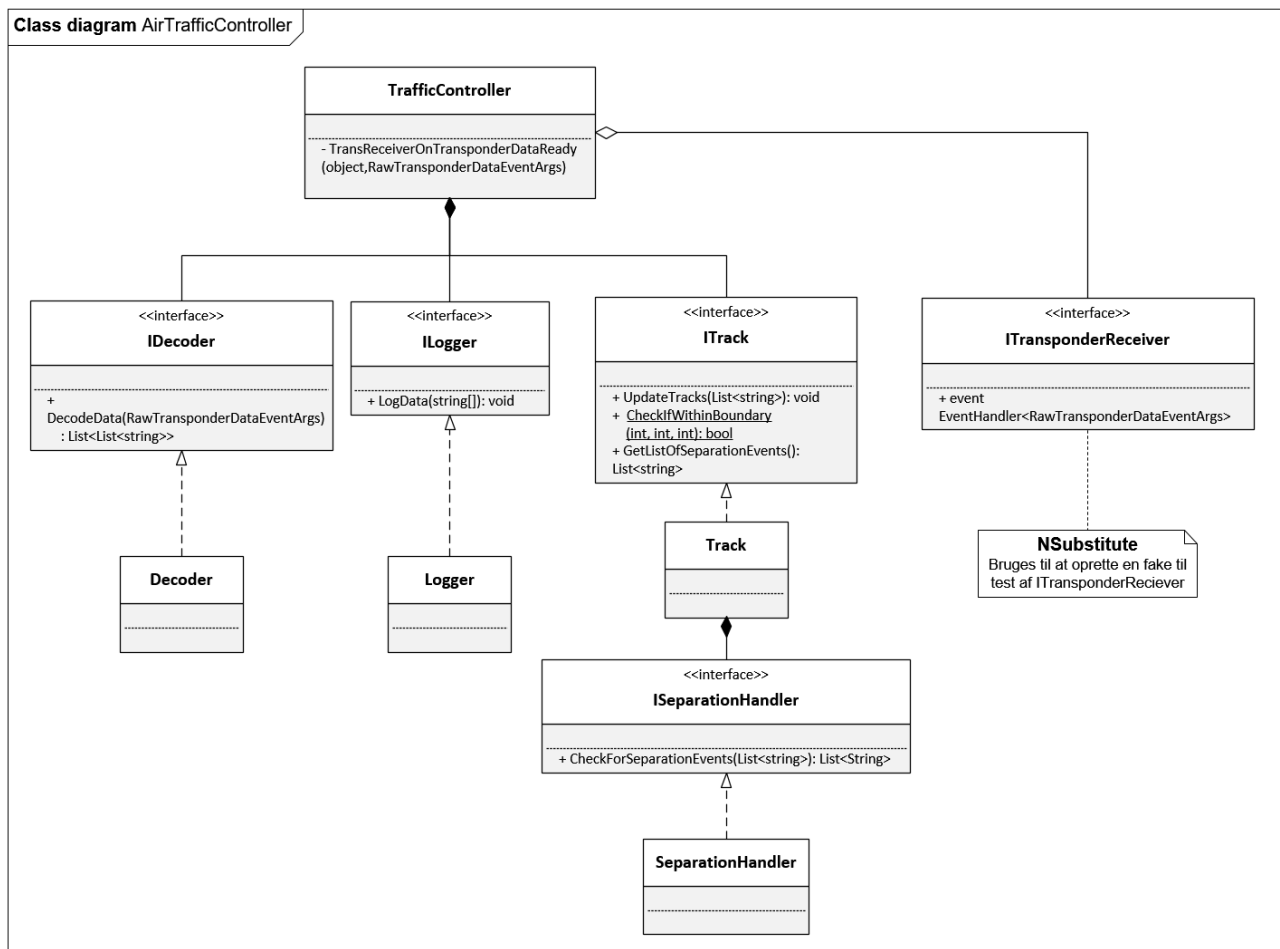 Class diagram AirTrafficController
TrafficController
- TransReceiverOnTransponderDataReady
(object,RawTransponderDataEventArgs)
<<interface>>
IDecoder
+
DecodeData(RawTransponderDataEventArgs)
: List<List<string>>
<<interface>>
ILogger
+ LogData(string[]): void
<<interface>>
ITrack
+ UpdateTracks(List<string>): void
+ CheckIfWithinBoundary
(int, int, int): bool
+ GetListOfSeparationEvents():
List<string>
<<interface>>
ITransponderReceiver
+ event
EventHandler<RawTransponderDataEventArgs>
Decoder
Logger
Track
NSubstitute
Bruges til at oprette en fake til
test af ITransponderReciever
<<interface>>
ISeparationHandler
+ CheckForSeparationEvents(List<string>): List<String>
SeparationHandler